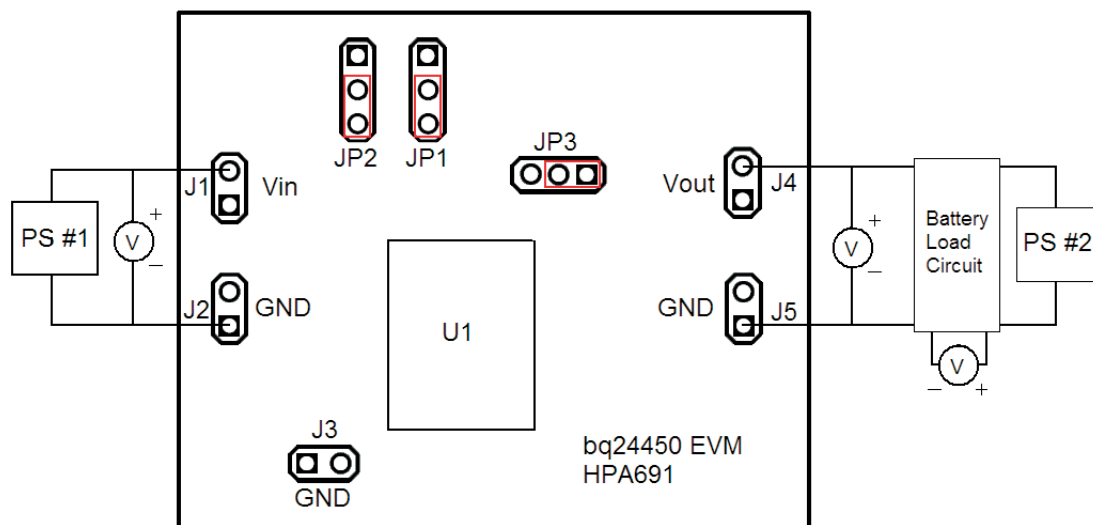 JP2
JP1
JP3
J1
Vin
Vout
J4
PS #1
V
+
–
V
+
–
Battery
Load
Circuit
PS #2
J2
GND
U1
GND
J5
V
–
+
J3
GND
bq24450 EVM
HPA691